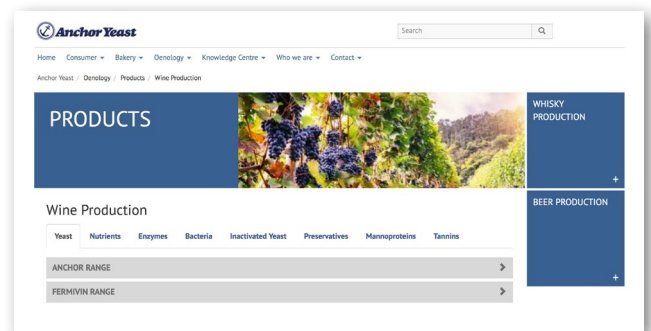 Anchor Yeast
Search
Home Consumer Bakery Oenology Knowledge Centre Who we are Contact
Anchor Yeast / Oenology / Products / Wine Production
PRODUCTS
WHISKY
PRODUCTION
+
BEER PRODUCTION
+
Wine Production
Yeast Nutrients Enzymes Bacteria Inactivated Yeast Preservatives Mannoproteins Tannins
ANCHOR RANGE
FERMIVIN RANGE